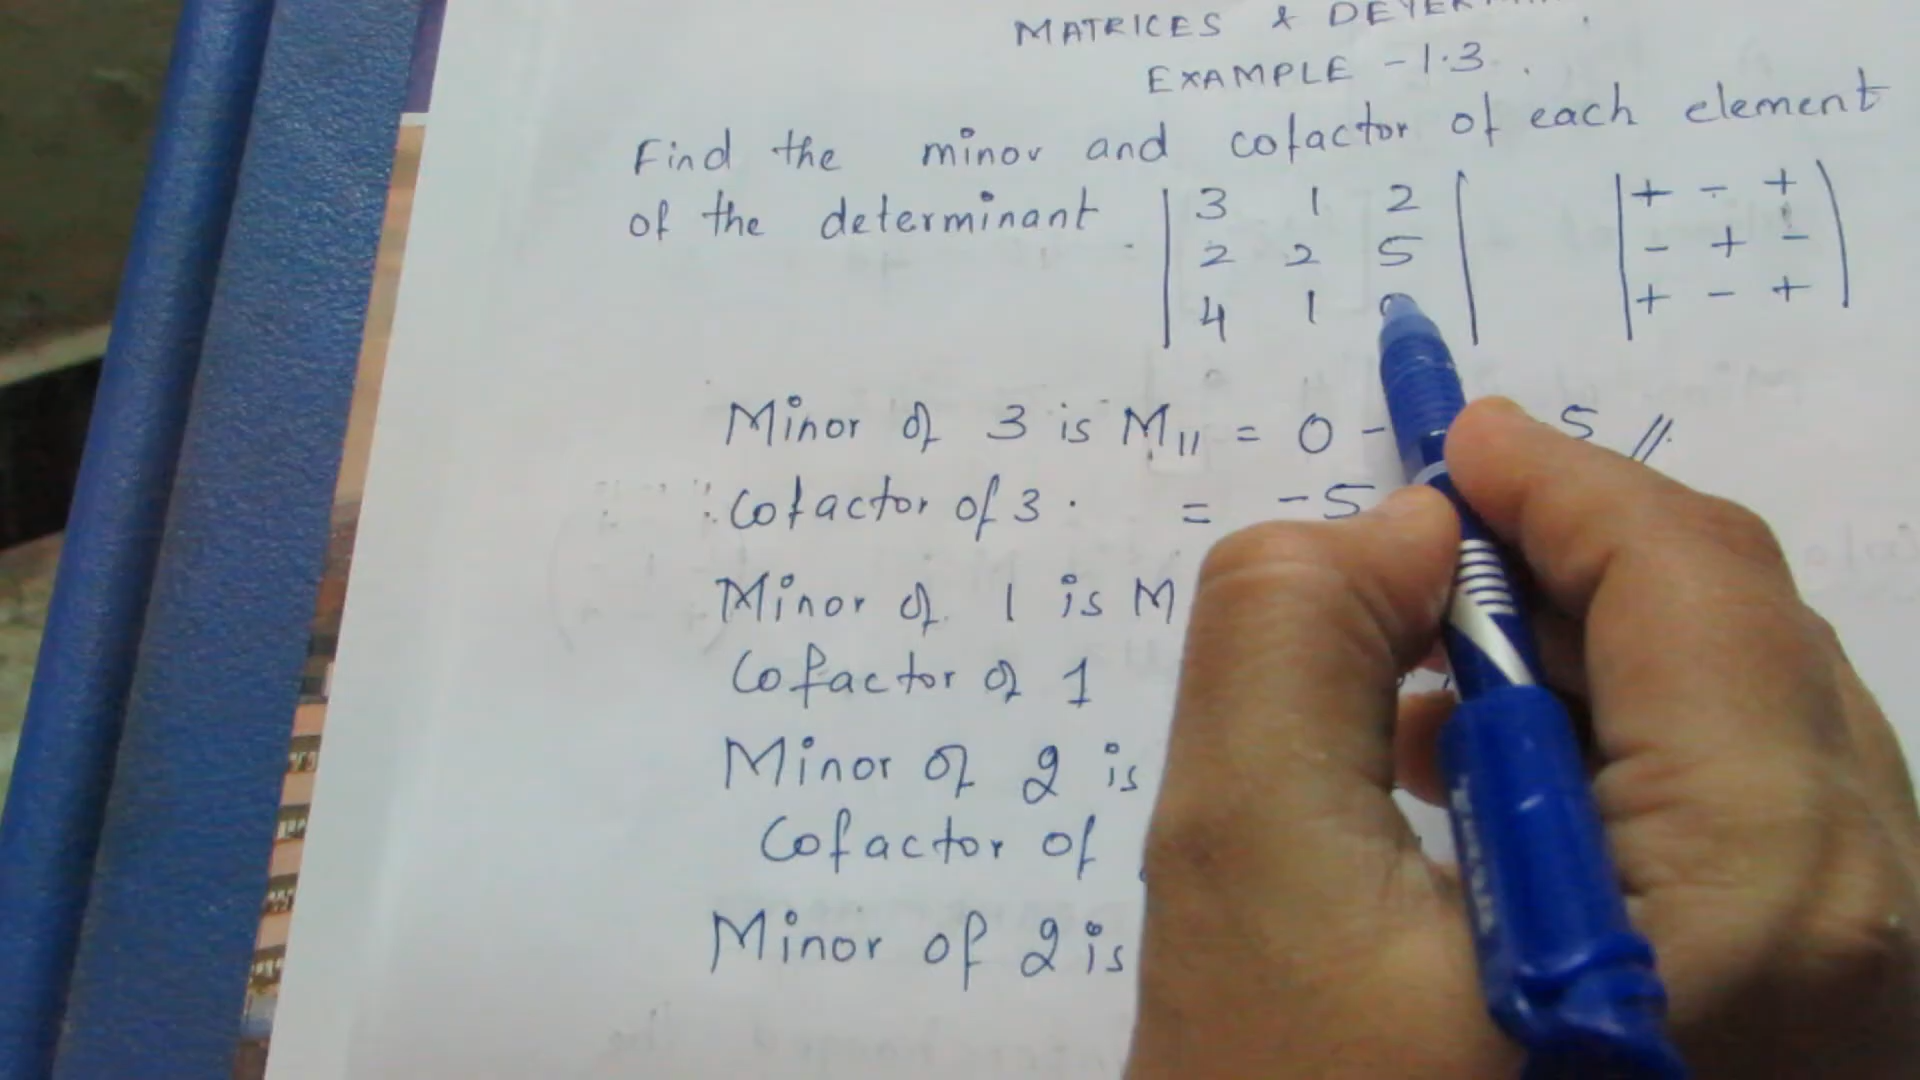 MATRICES &
EXAMPLE - 1.3.
Find the minor and cofactor of each element
of the determinant
3 1 2
2 2 5
4 1
+ - +
- + -
+ - +
Minor of 3 is M11 = 0 - 5 //
Cofactor of 3. = -5
Minor of 1 is M
Cofactor of 1
Minor of 2 is
Cofactor of
Minor of 2 is